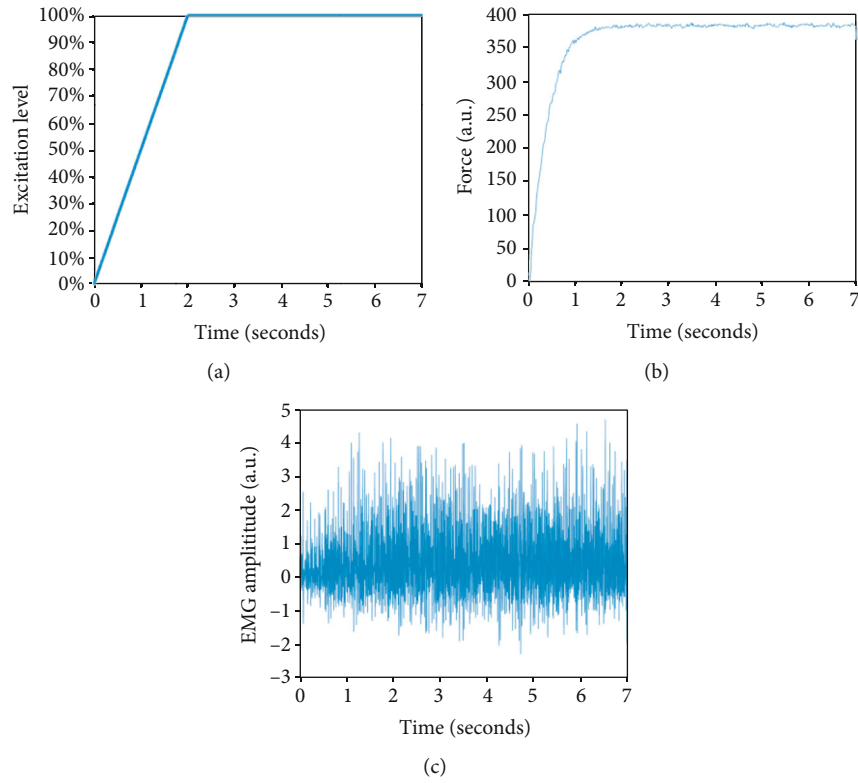 100%
90%
80%
70%
60%
50%
40%
30%
20%
10%
0%
Excitation level
0 1 2 3 4 5 6 7
Time (seconds)
(a)
400
350
300
250
200
150
400
50
0
Force (a.u.)
0 1 2 3 4 5 6 7
Time (seconds)
(b)
5
4
3
2
1
0
–1
–2
–3
EMG amplititude (a.u.)
0 1 2 3 4 5 6 7
Time (seconds)
(c)